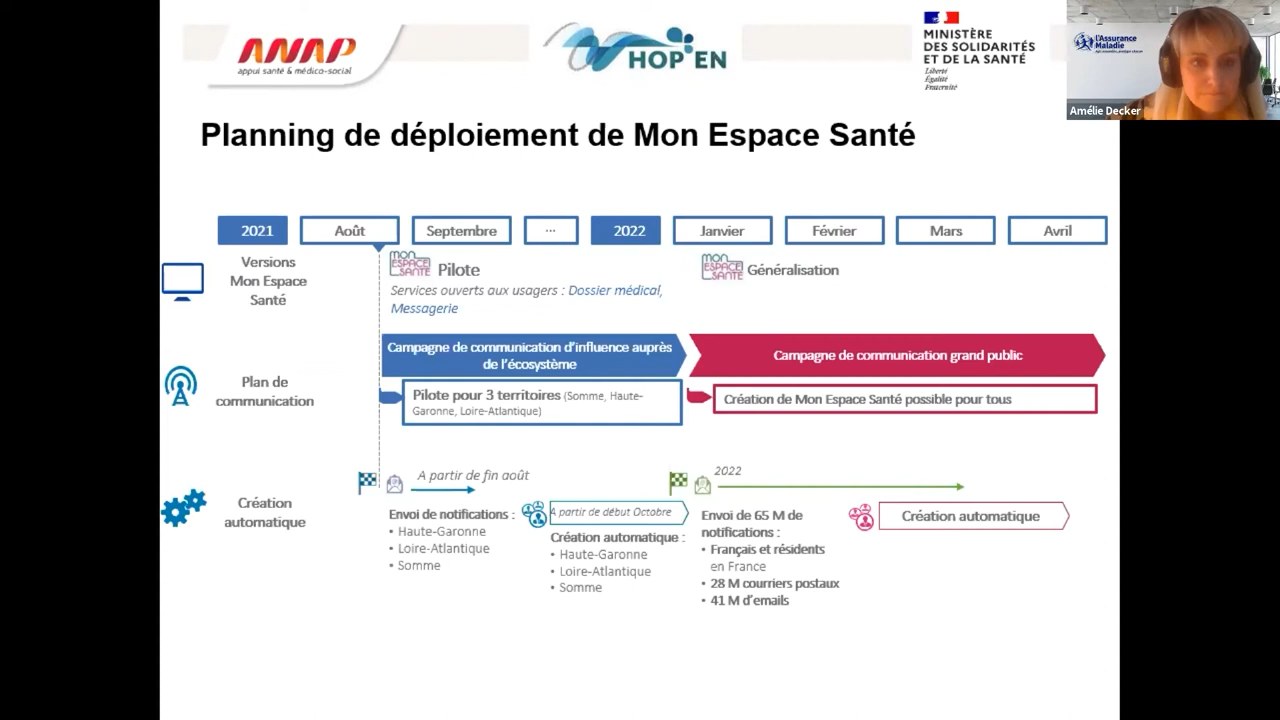 ANAP
appui santé & médico-social
HOP'EN
MINISTÈRE
DES SOLIDARITÉS
ET DE LA SANTÉ
Liberté
Égalité
Fraternité
l'Assurance
Maladie
Amélie Decker
Planning de déploiement de Mon Espace Santé
2021 Août Septembre ... 2022 Janvier Février Mars Avril
Versions
Mon Espace
Santé
MON
ESPACE
SANTÉ
Pilote
Services ouverts aux usagers : Dossier médical,
Messagerie
MON
ESPACE
SANTÉ
Généralisation
Plan de
communication
Campagne de communication d'influence auprès
de l'écosystème
Campagne de communication grand public
Pilote pour 3 territoires (Somme, Haute-
Garonne, Loire-Atlantique)
Création de Mon Espace Santé possible pour tous
Création
automatique
A partir de fin août
Envoi de notifications :
• Haute-Garonne
• Loire-Atlantique
• Somme
A partir de début Octobre
Création automatique :
• Haute-Garonne
• Loire-Atlantique
• Somme
2022
Envoi de 65 M de
notifications :
• Français et résidents
en France
• 28 M courriers postaux
• 41 M d'emails
Création automatique